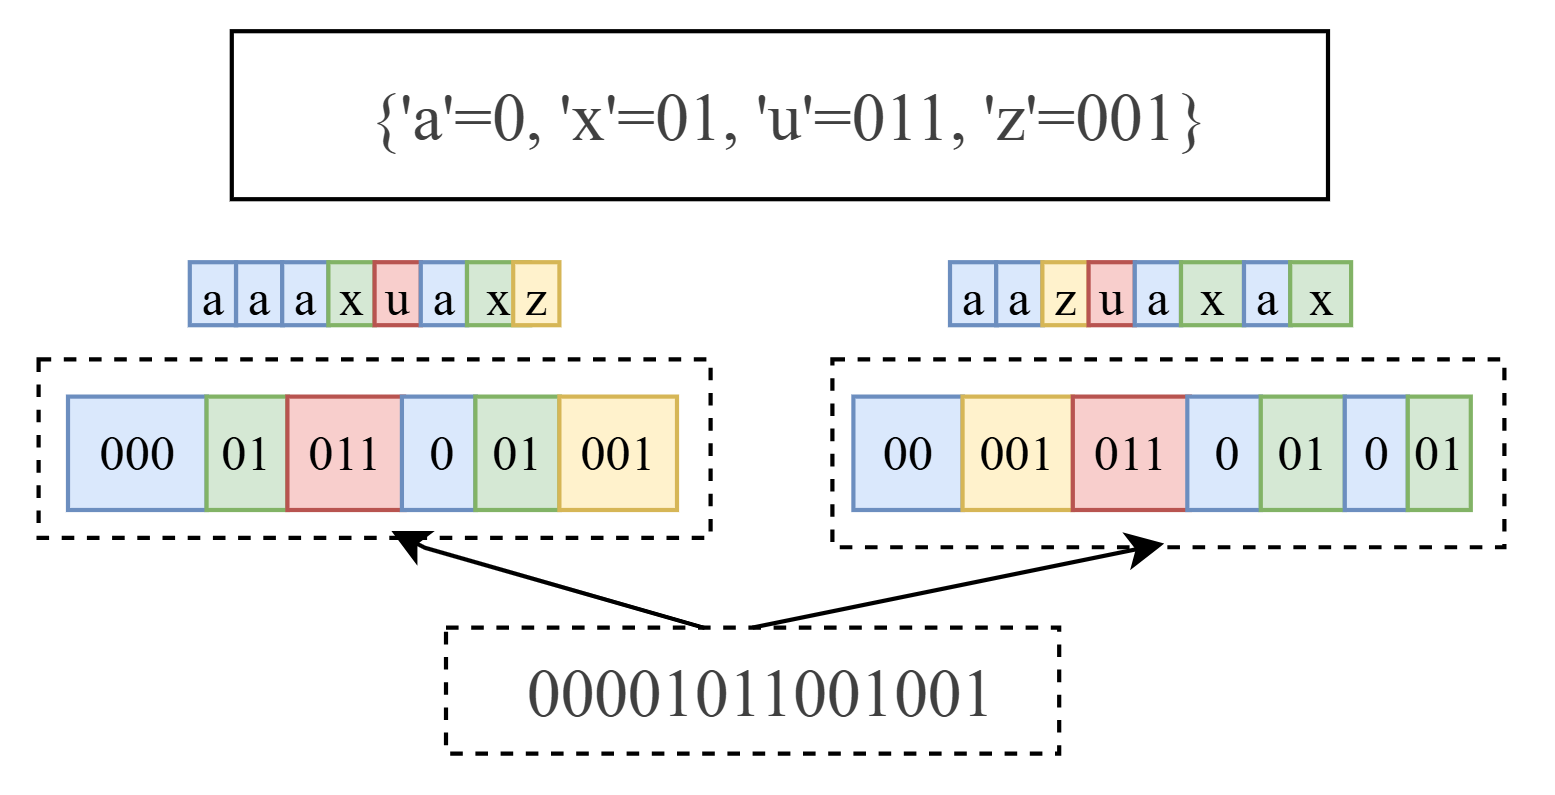 {'a'=0, 'x'=01, 'u'=011, 'z'=001}
a a a x u a x z
a a z u a x a x
000 01 011 0 01 001
00 001 011 0 01 0 01
00001011001001